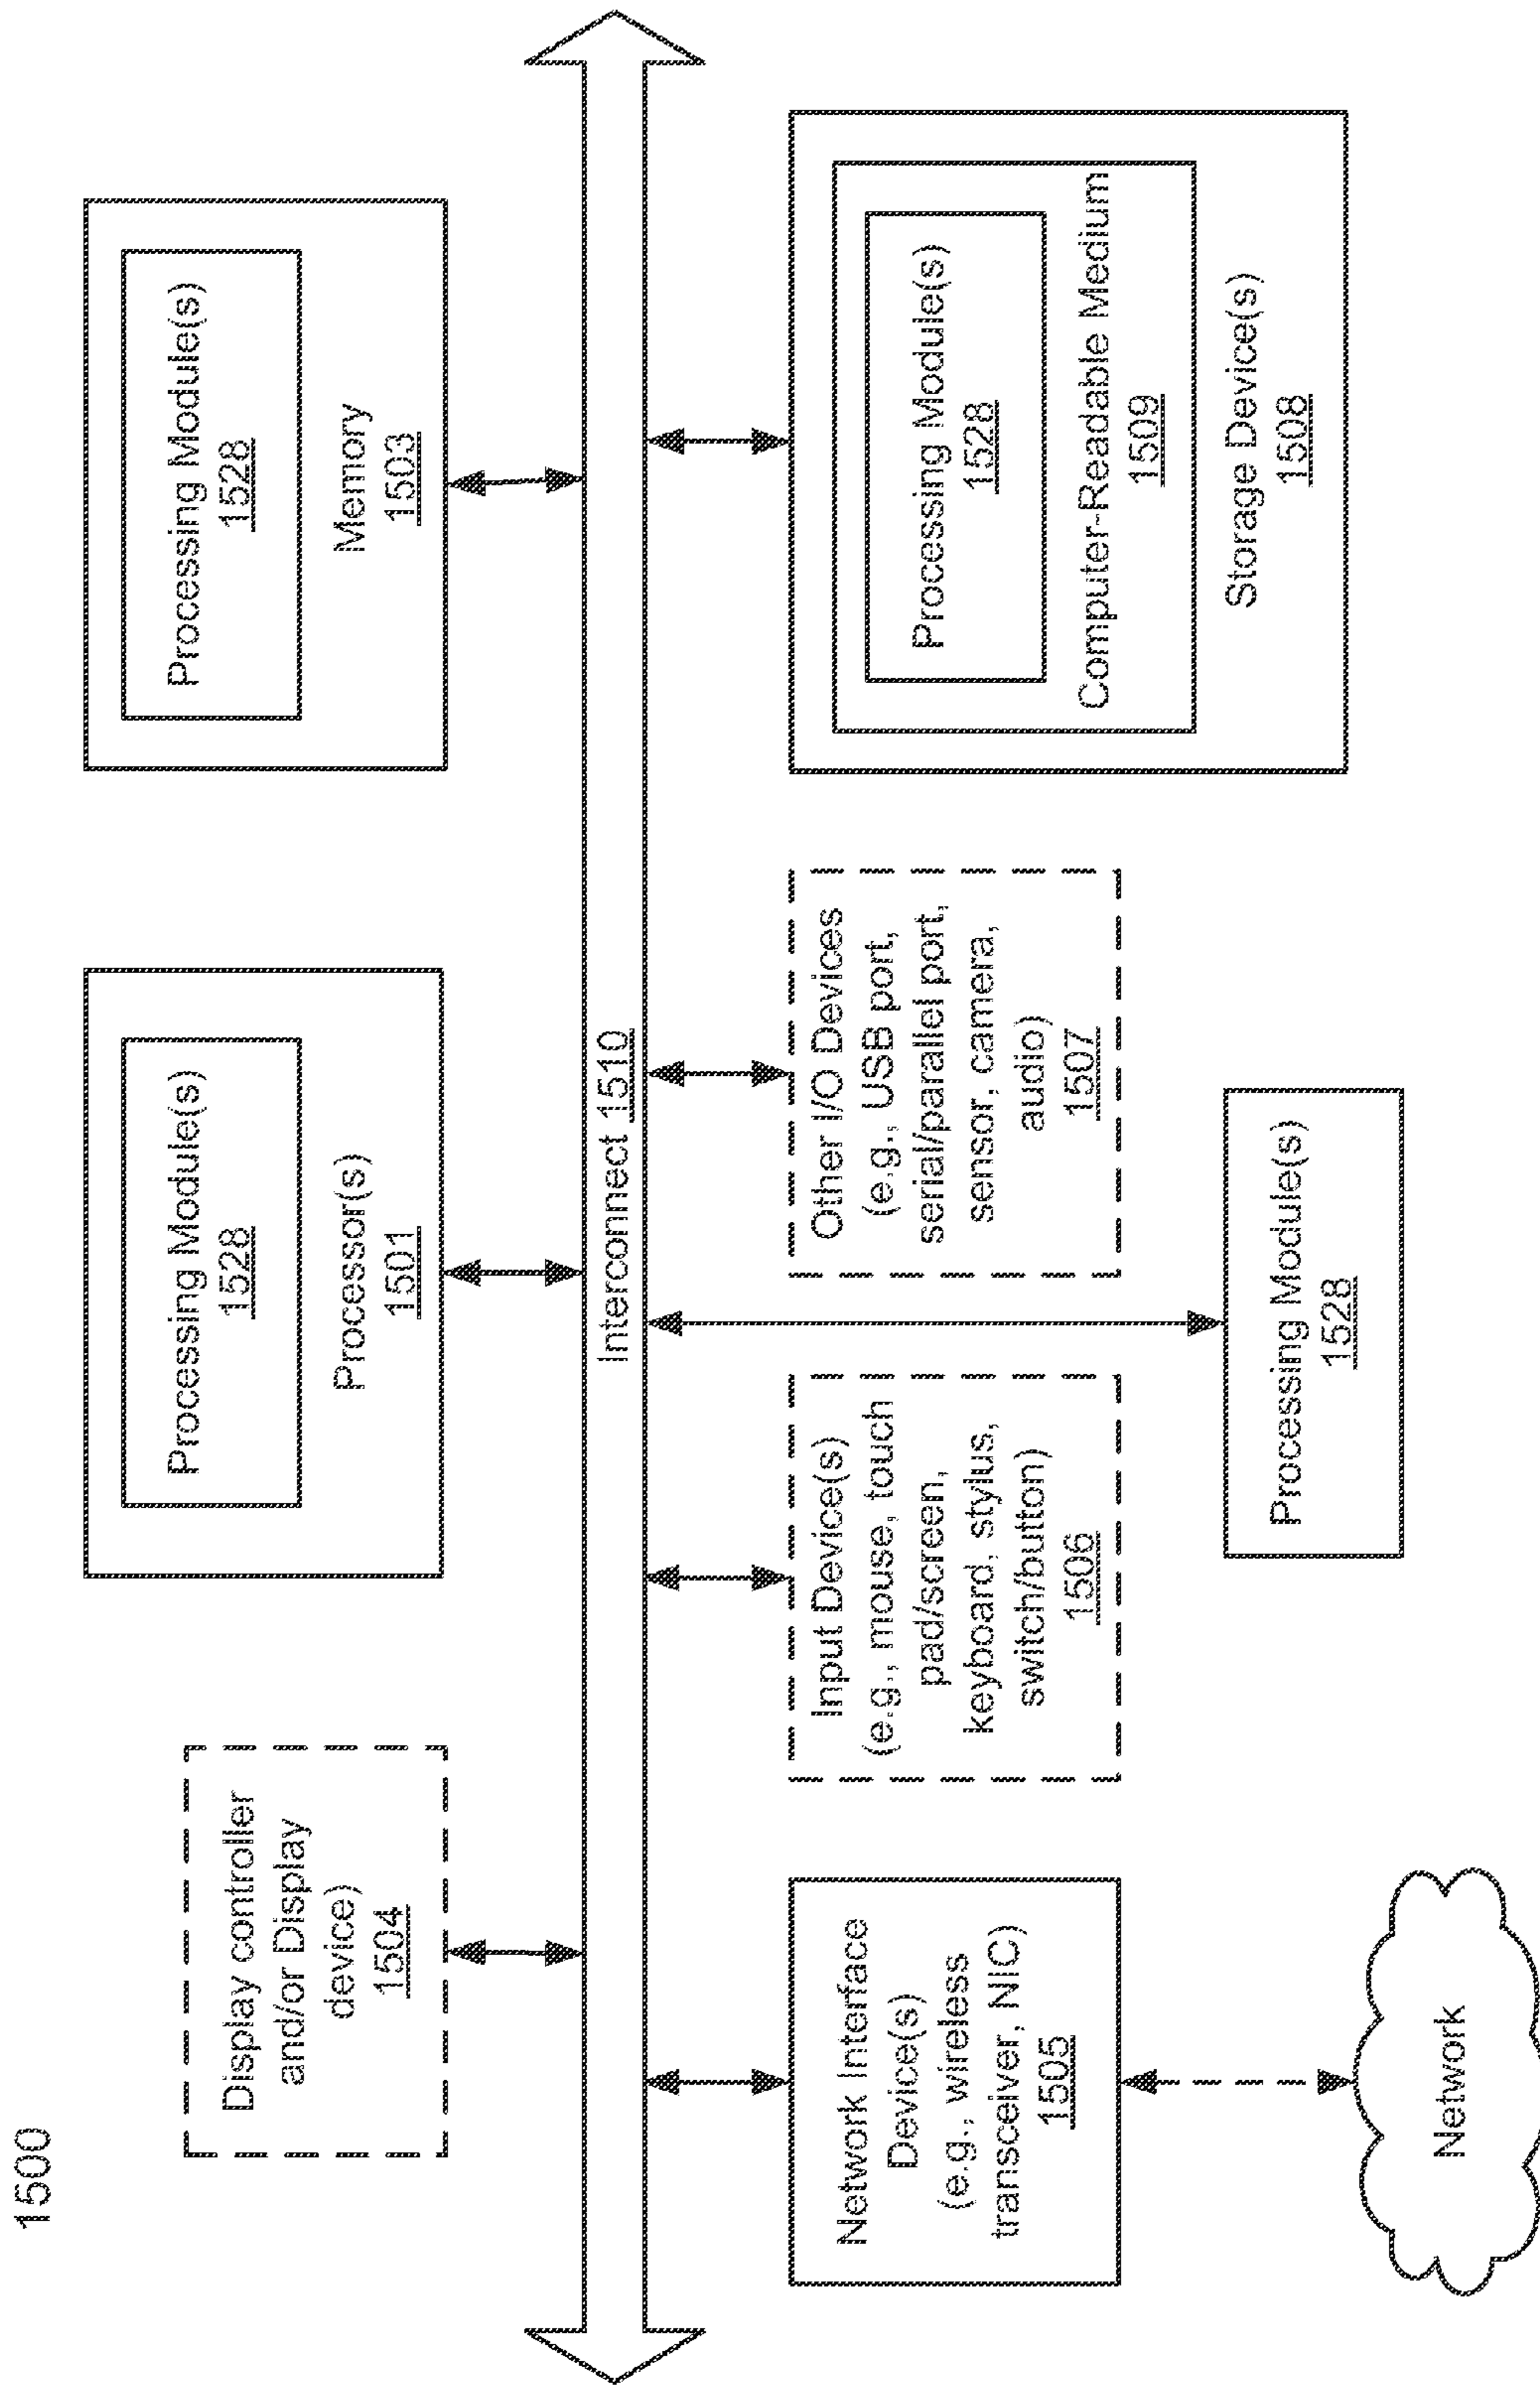 1500
Display controller
and/or Display
device)
1504
Processing Module(s)
1528
Processor(s)
1501
Processing Module(s)
1528
Memory
1503
Interconnect 1510
Network Interface
Device(s)
(e.g., wireless
transceiver, NIC)
1505
Input Device(s)
(e.g., mouse, touch
pad/screen,
keyboard, stylus,
switch/button)
1506
Other I/O Devices
(e.g., USB port,
serial/parallel port,
sensor, camera,
audio)
1507
Processing Module(s)
1528
Computer-Readable Medium
1509
Storage Device(s)
1508
Processing Module(s)
1528
Network